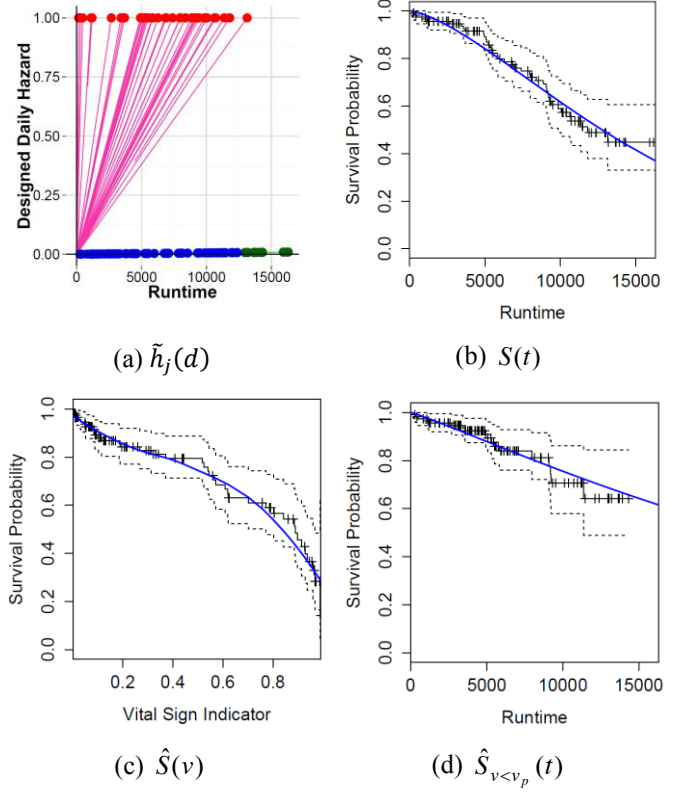 Designed Daily Hazard
1.00
0.75
0.50
0.25
0.00
0 5000 10000 15000
Runtime
(a) h̃ⱼ(d)
Survival Probability
1.0
0.8
0.6
0.4
0.2
0.0
0 5000 10000 15000
Runtime
(b) S(t)
Survival Probability
1.0
0.8
0.6
0.4
0.2
0.0
0.2 0.4 0.6 0.8
Vital Sign Indicator
(c) Ŝ(v)
Survival Probability
1.0
0.8
0.6
0.4
0.2
0.0
0 5000 10000 15000
Runtime
(d) Ŝ_{v<v_p}(t)